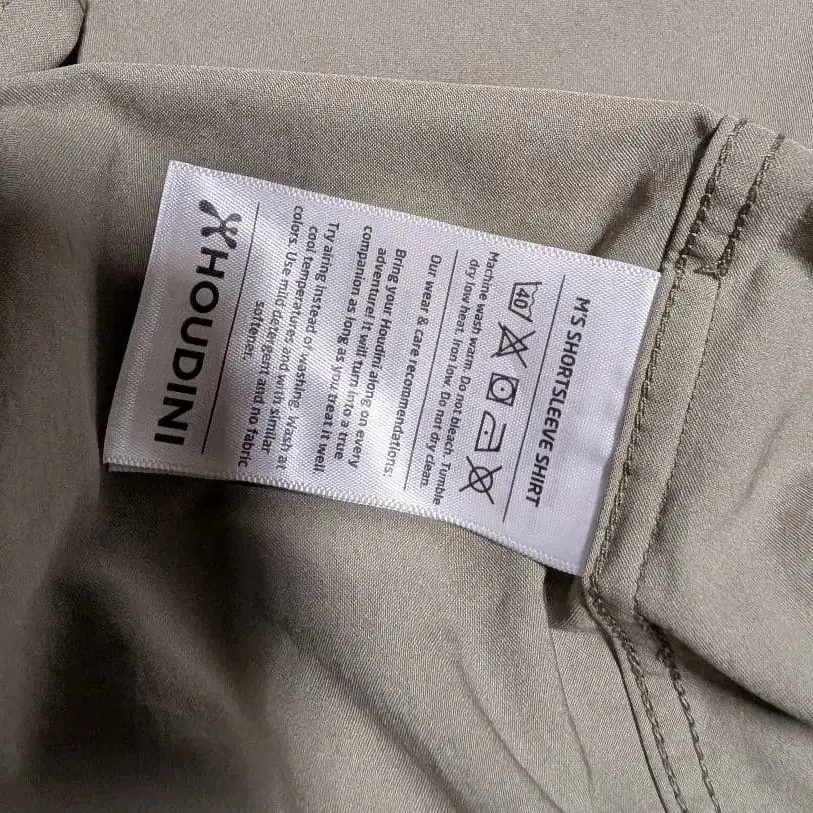 M'S SHORTSLEEVE SHIRT
40
Machine wash warm. Do not bleach. Tumble
dry low heat. Iron low. Do not dry clean.
Our wear & care recommendations:
Bring your Houdini along on every
adventure! It will turn into a true
companion as long as you treat it well.
Try airing instead of washing. Wash at
cool temperatures and with similar
colors. Use mild detergent and no fabric
softener.
HOUDINI